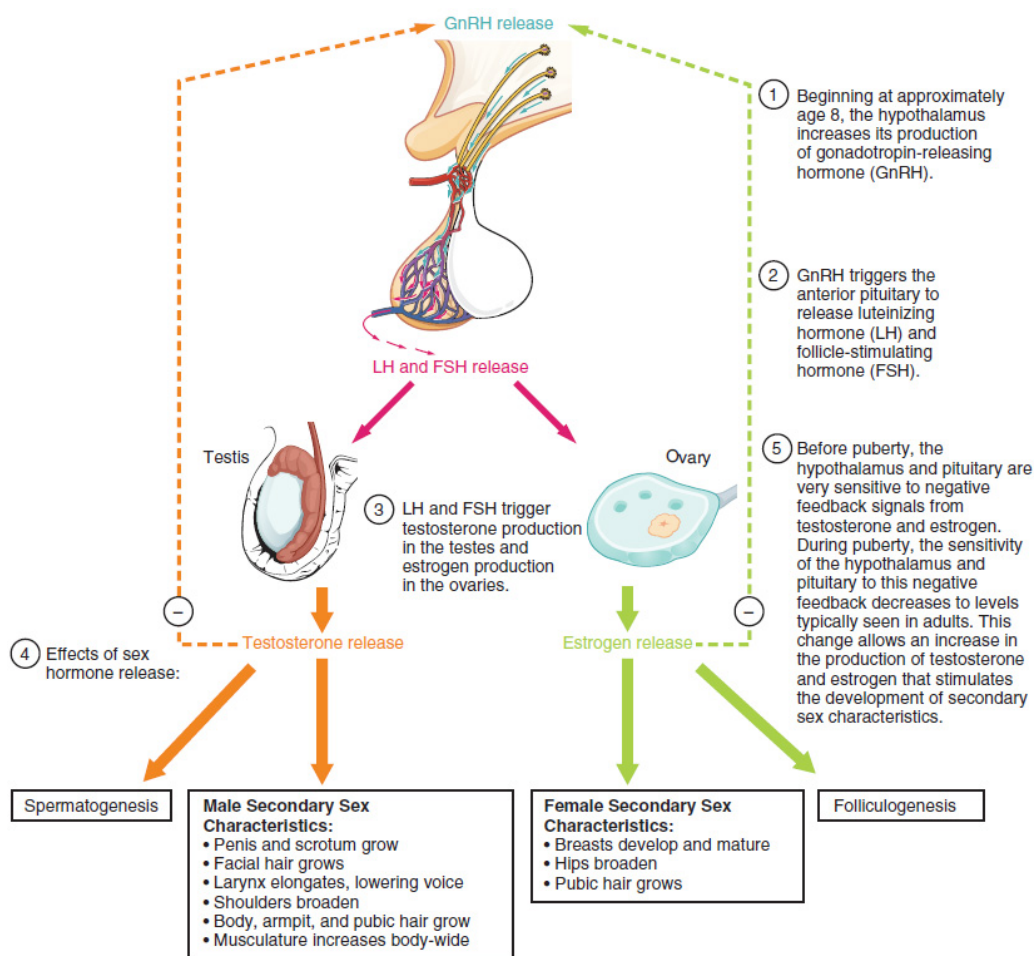 GnRH release
1 Beginning at approximately
age 8, the hypothalamus
increases its production
of gonadotropin-releasing
hormone (GnRH).
2 GnRH triggers the
anterior pituitary to
release luteinizing
hormone (LH) and
follicle-stimulating
hormone (FSH).
LH and FSH release
Testis
Ovary
3 LH and FSH trigger
testosterone production
in the testes and
estrogen production
in the ovaries.
5 Before puberty, the
hypothalamus and pituitary are
very sensitive to negative
feedback signals from
testosterone and estrogen.
During puberty, the sensitivity
of the hypothalamus and
pituitary to this negative
feedback decreases to levels
typically seen in adults. This
change allows an increase in
the production of testosterone
and estrogen that stimulates
the development of secondary
sex characteristics.
–
–
Testosterone release
Estrogen release
4 Effects of sex
hormone release:
Spermatogenesis
Male Secondary Sex
Characteristics:
• Penis and scrotum grow
• Facial hair grows
• Larynx elongates, lowering voice
• Shoulders broaden
• Body, armpit, and pubic hair grow
• Musculature increases body-wide
Female Secondary Sex
Characteristics:
• Breasts develop and mature
• Hips broaden
• Pubic hair grows
Folliculogenesis